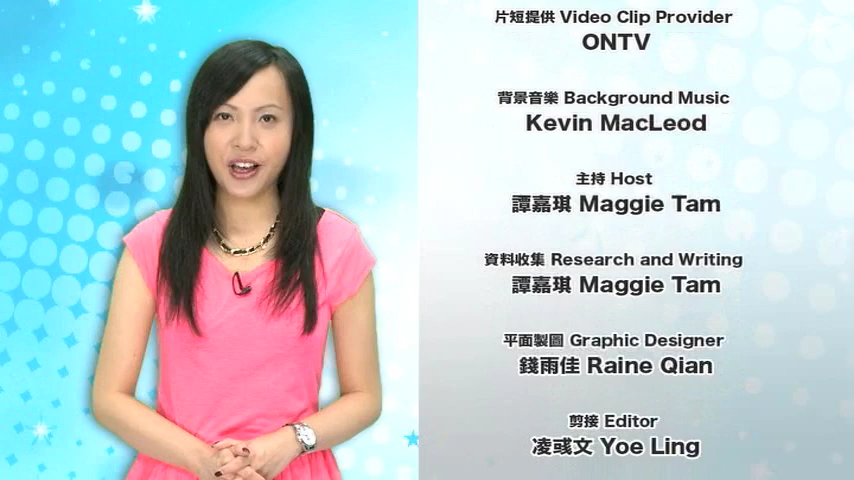 片短提供 Video Clip Provider
ONTV
背景音樂 Background Music
Kevin MacLeod
主持 Host
譚嘉琪 Maggie Tam
資料收集 Research and Writing
譚嘉琪 Maggie Tam
平面製圖 Graphic Designer
錢雨佳 Raine Qian
剪接 Editor
凌彧文 Yoe Ling